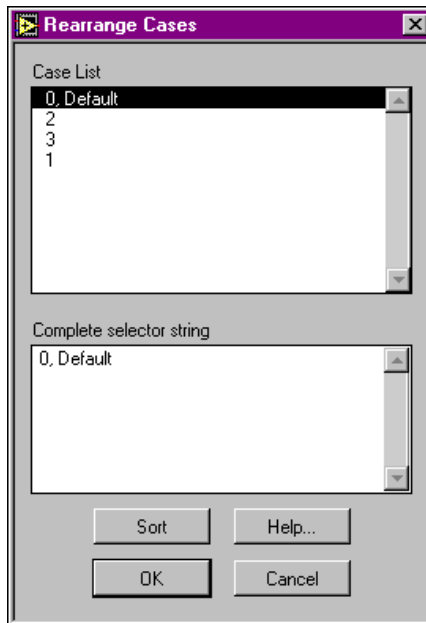 Rearrange Cases
Case List
0, Default
2
3
1
Complete selector string
0, Default
Sort
Help...
OK
Cancel